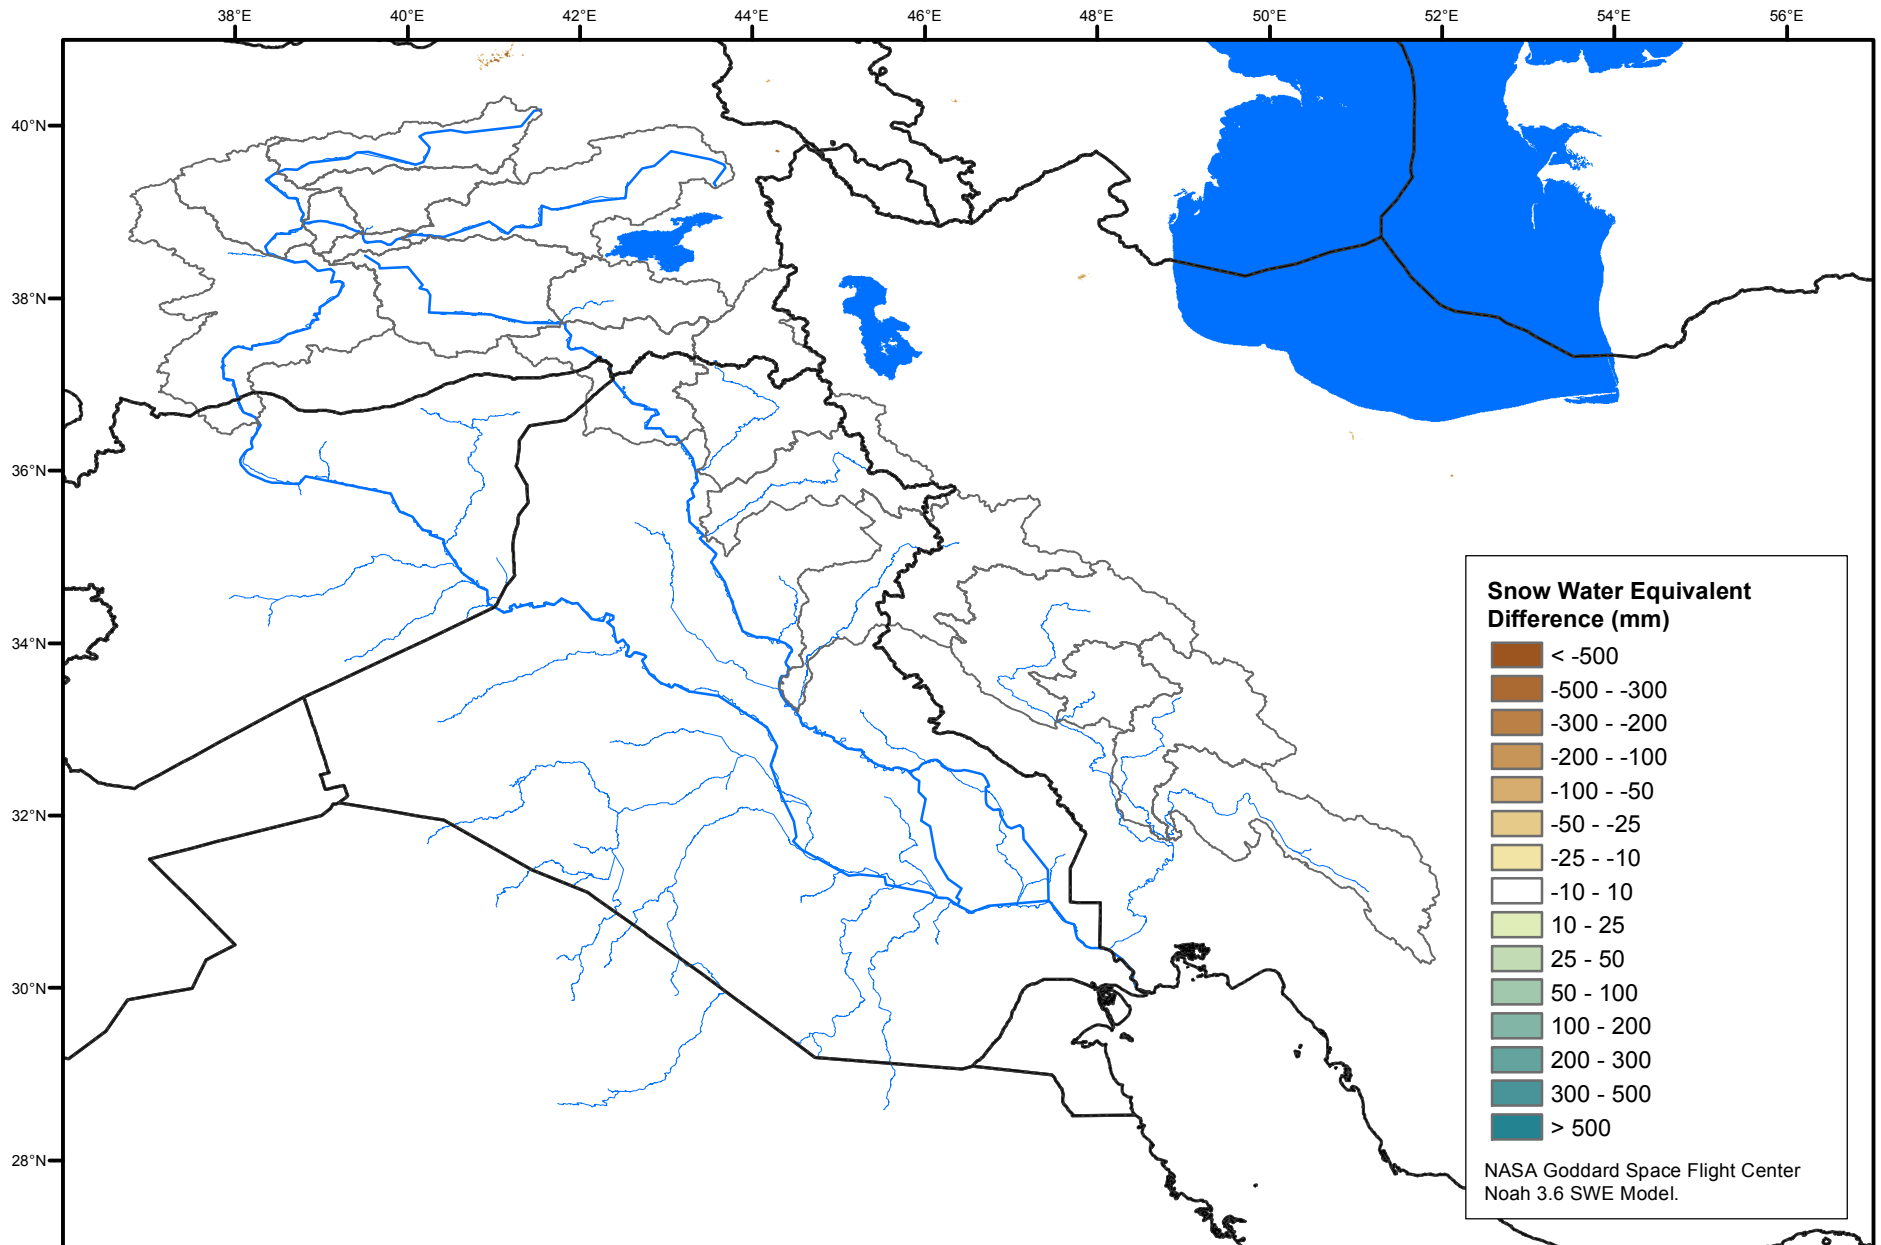 38°E 40°E 42°E 44°E 46°E 48°E 50°E 52°E 54°E 56°E
40°N
38°N
36°N
34°N
32°N
30°N
28°N
Snow Water Equivalent
Difference (mm)
< -500
-500 - -300
-300 - -200
-200 - -100
-100 - -50
-50 - -25
-25 - -10
-10 - 10
10 - 25
25 - 50
50 - 100
100 - 200
200 - 300
300 - 500
> 500
NASA Goddard Space Flight Center
Noah 3.6 SWE Model.